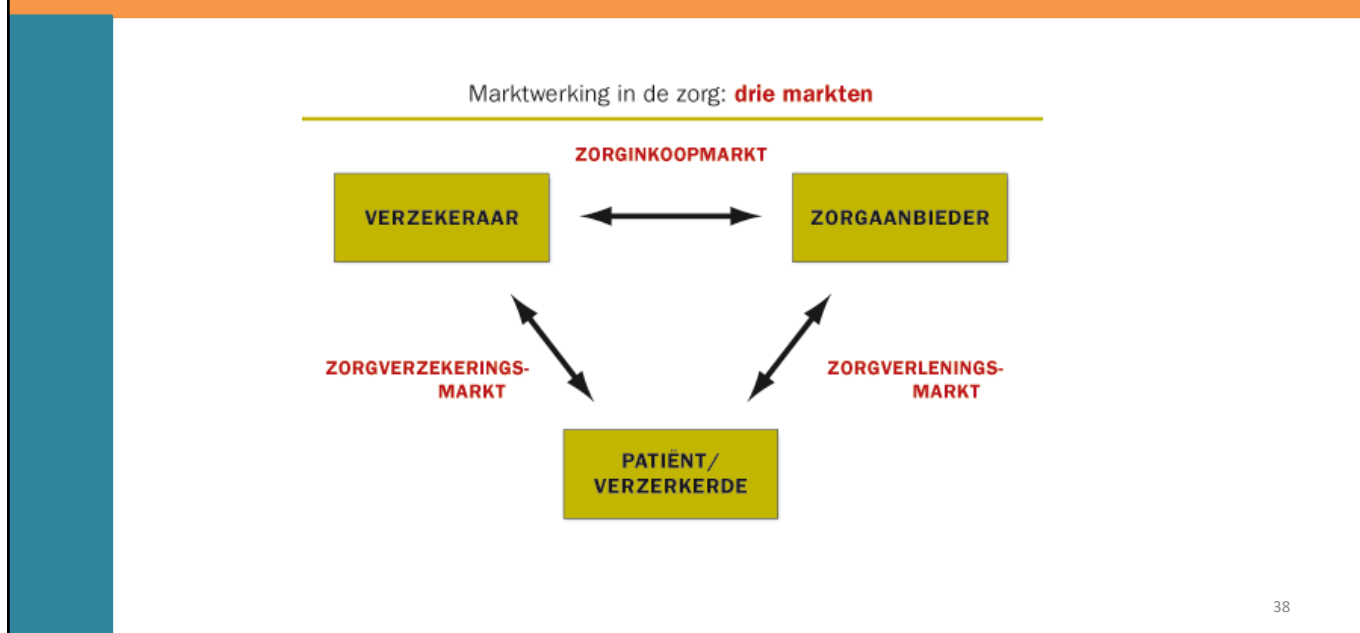 Marktwerking in de zorg: drie markten
ZORGINKOOPMARKT
VERZEKERAAR
ZORGAANBIEDER
ZORGVERZEKERINGS-
MARKT
ZORGVERLENINGS-
MARKT
PATIËNT/
VERZERKERDE
38